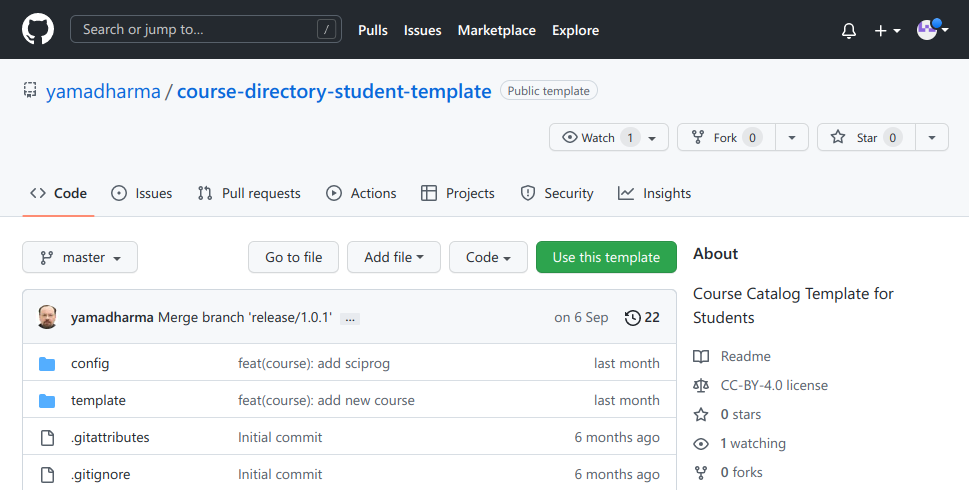 Search or jump to... /
Pulls Issues Marketplace Explore
yamadharma / course-directory-student-template Public template
Watch 1 Fork 0 Star 0
Code Issues Pull requests Actions Projects Security Insights
master Go to file Add file Code Use this template
About
Course Catalog Template for
Students
yamadharma Merge branch 'release/1.0.1' ... on 6 Sep 22
config feat(course): add sciprog last month
template feat(course): add new course last month
.gitattributes Initial commit 6 months ago
.gitignore Initial commit 6 months ago
Readme
CC-BY-4.0 license
0 stars
1 watching
0 forks